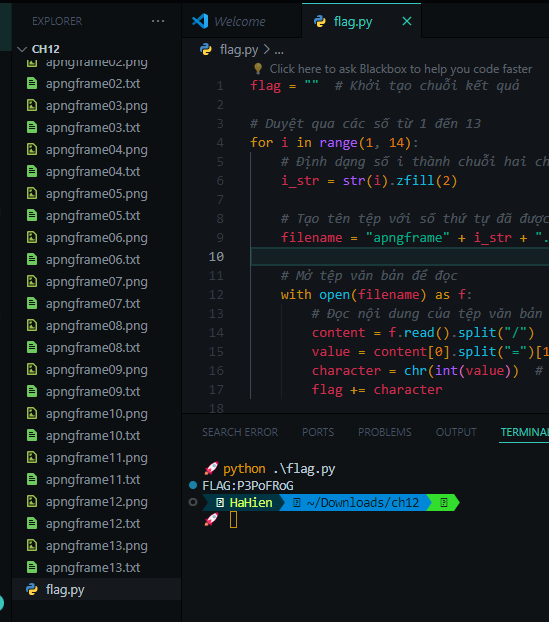 EXPLORER ...
CH12
apngframe02.png
apngframe02.txt
apngframe03.png
apngframe03.txt
apngframe04.png
apngframe04.txt
apngframe05.png
apngframe05.txt
apngframe06.png
apngframe06.txt
apngframe07.png
apngframe07.txt
apngframe08.png
apngframe08.txt
apngframe09.png
apngframe09.txt
apngframe10.png
apngframe10.txt
apngframe11.png
apngframe11.txt
apngframe12.png
apngframe12.txt
apngframe13.png
apngframe13.txt
flag.py
Welcome flag.py
flag.py > ...
Click here to ask Blackbox to help you code faster
1 flag = "" # Khởi tạo chuỗi kết quả
2
3 # Duyệt qua các số từ 1 đến 13
4 for i in range(1, 14):
5 # Định dạng số i thành chuỗi hai ch
6 i_str = str(i).zfill(2)
7
8 # Tạo tên tệp với số thứ tự đã được
9 filename = "apngframe" + i_str + ".
10
11 # Mở tệp văn bản để đọc
12 with open(filename) as f:
13 # Đọc nội dung của tệp văn bản
14 content = f.read().split("/")
15 value = content[0].split("=")[1
16 character = chr(int(value)) #
17 flag += character
18
SEARCH ERROR PORTS PROBLEMS OUTPUT TERMINAL
python .\flag.py
FLAG:P3PoFRoG
HaHien ~/Downloads/ch12